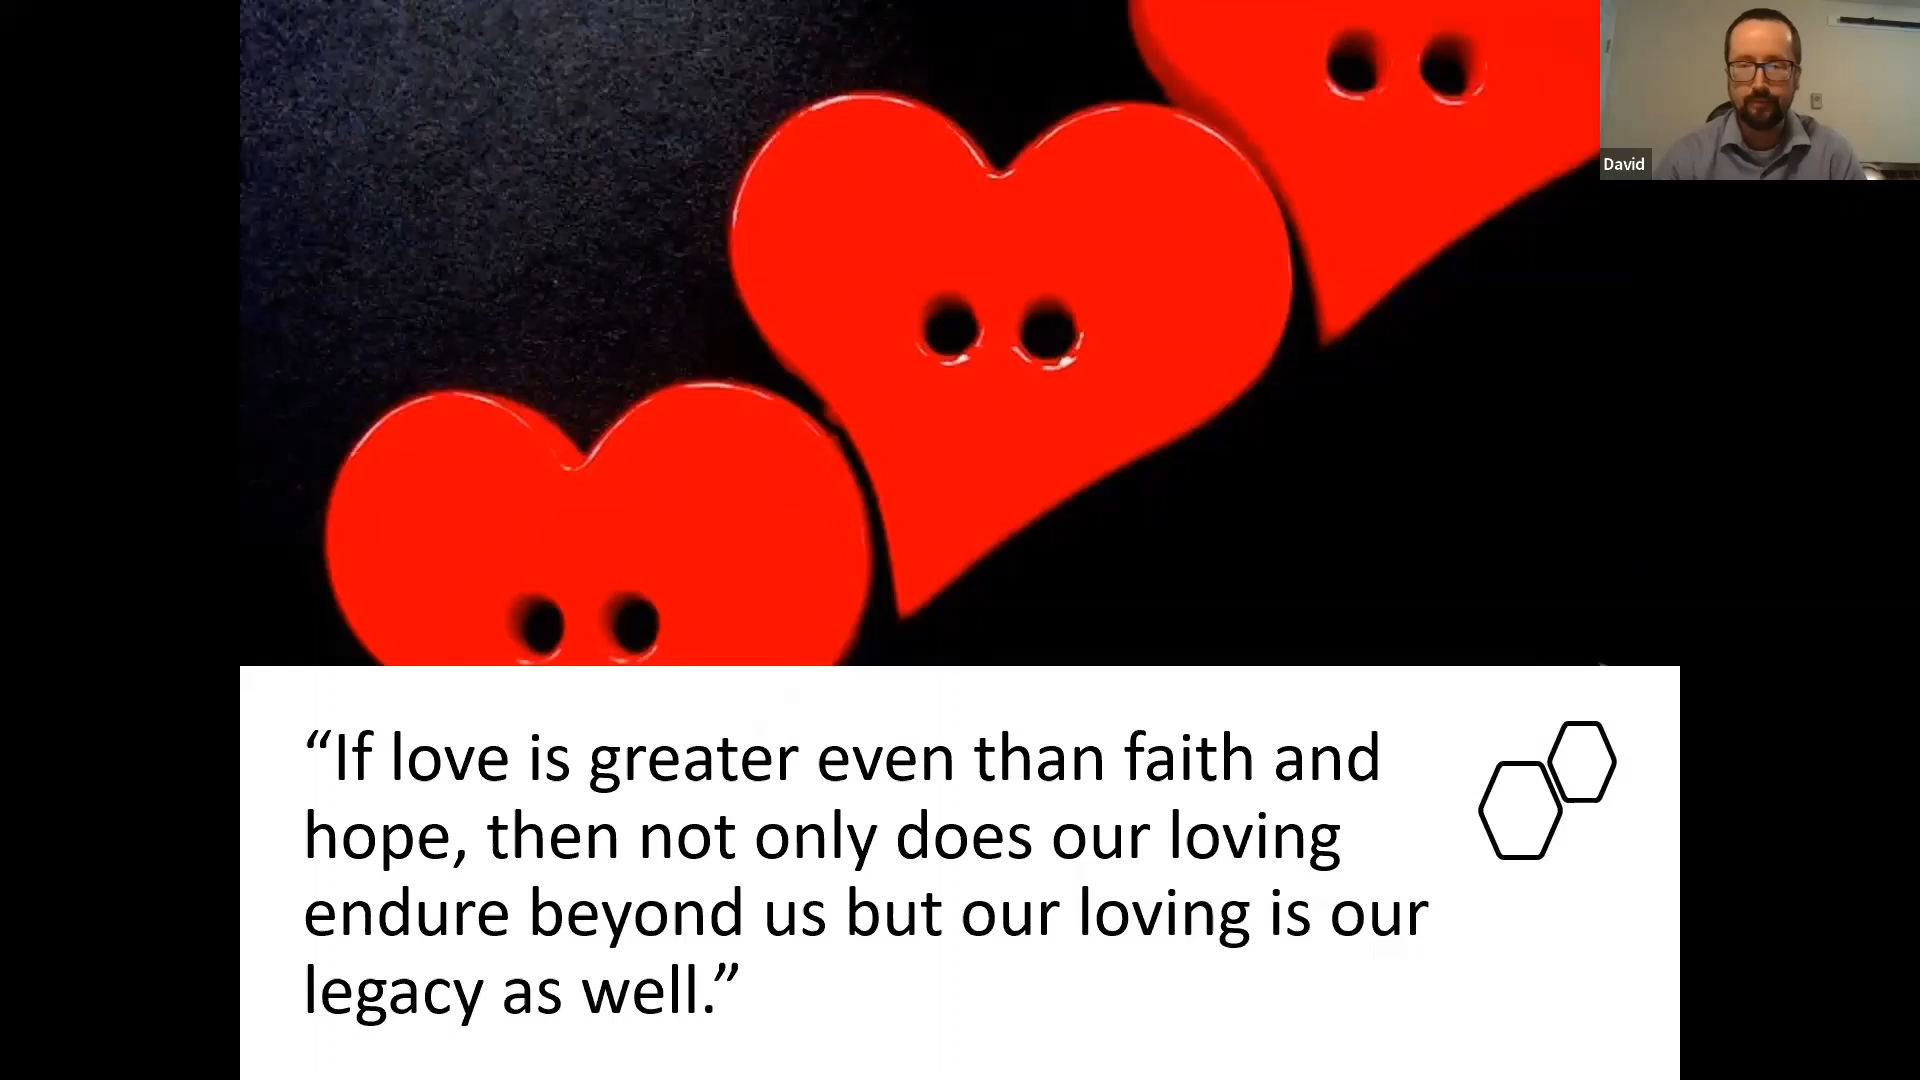 David
“If love is greater even than faith and
hope, then not only does our loving
endure beyond us but our loving is our
legacy as well.”